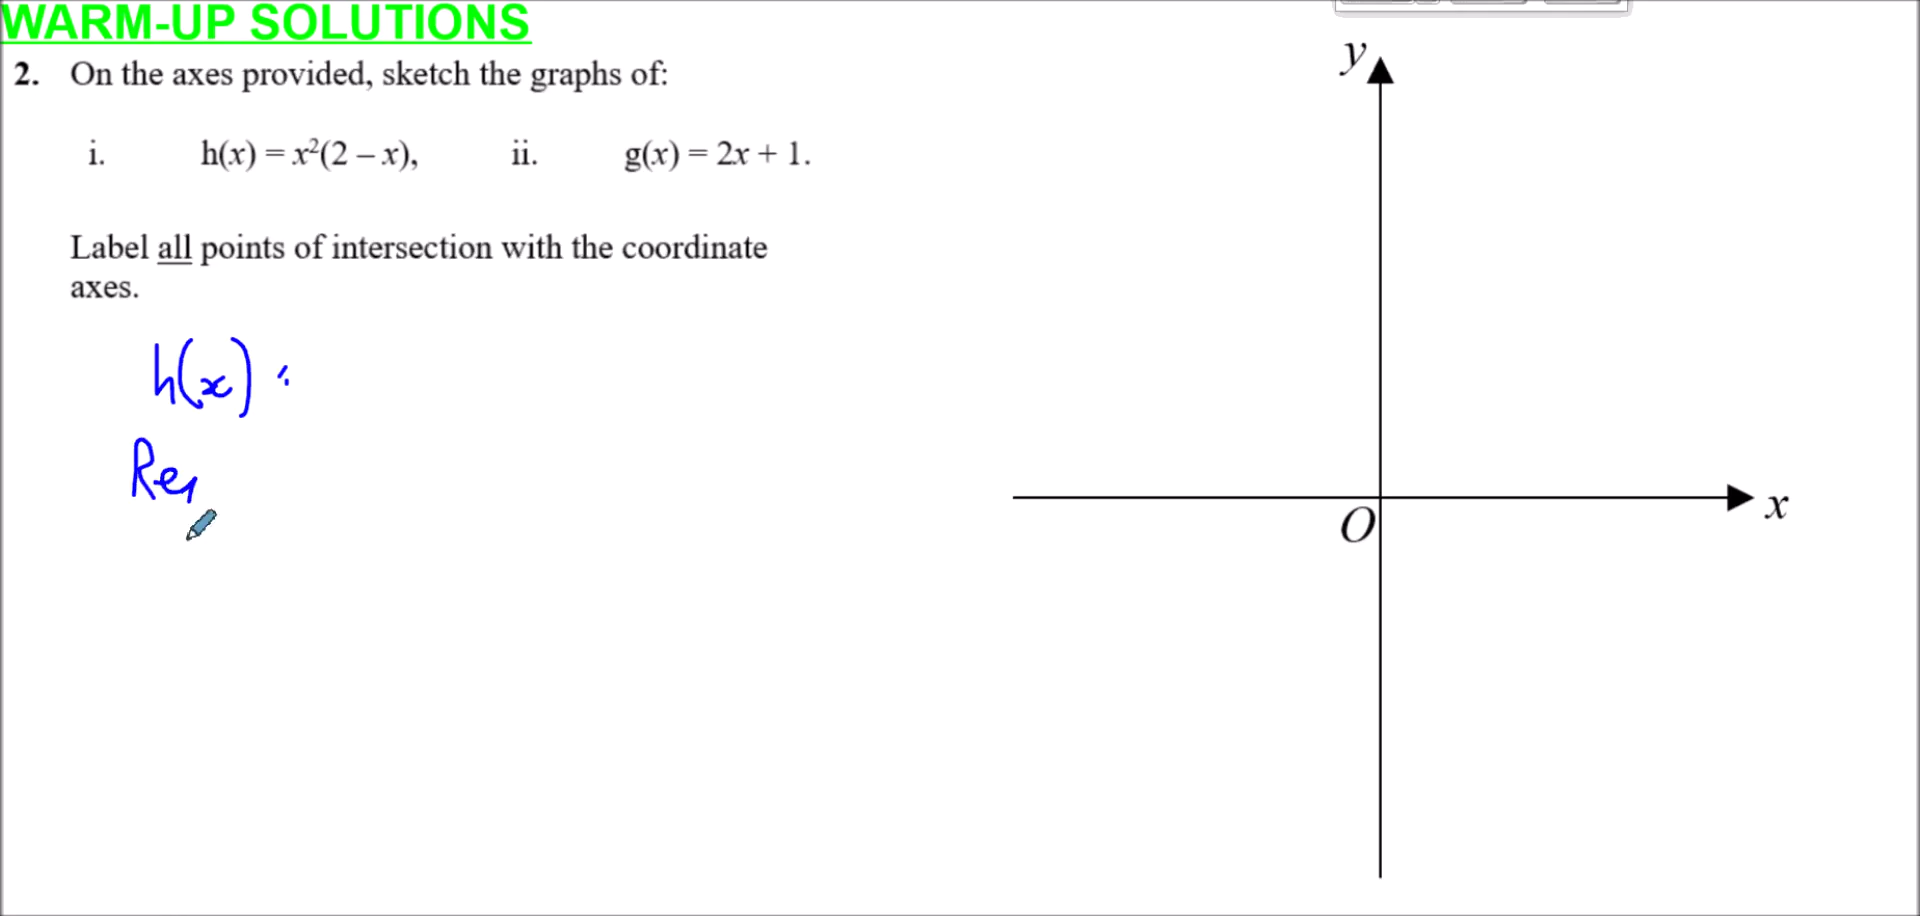 WARM-UP SOLUTIONS
2. On the axes provided, sketch the graphs of:
i. h(x) = x²(2 – x), ii. g(x) = 2x + 1.
Label all points of intersection with the coordinate
axes.
h(x) :
Rer
y
x
O